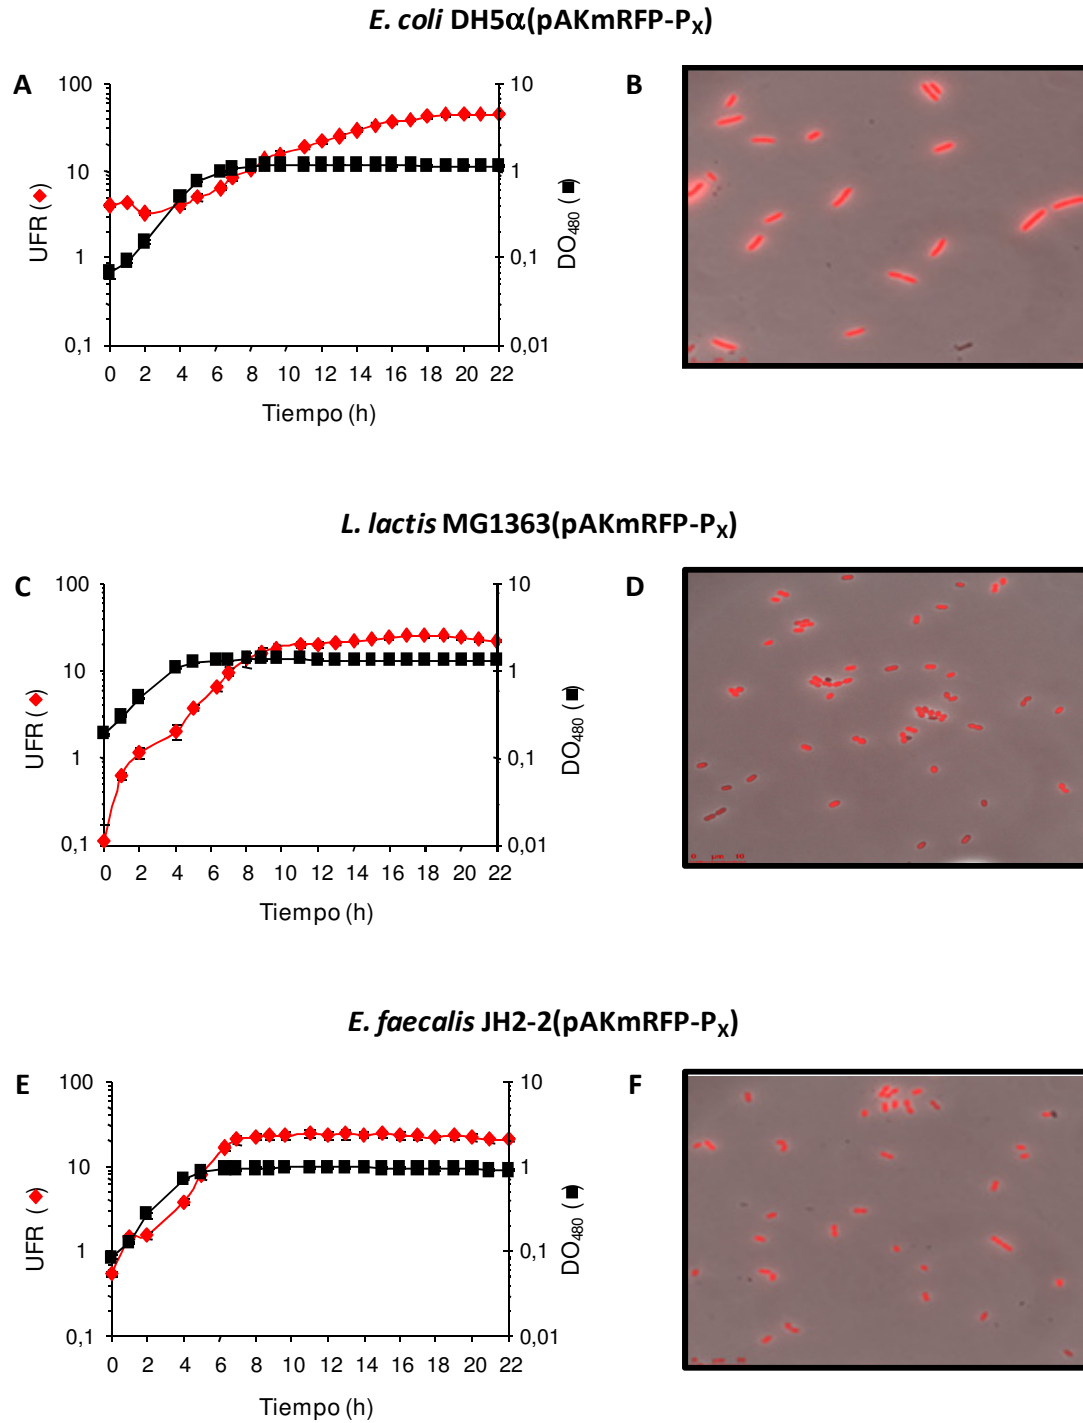 E. coli DH5α(pAKmRFP-PX)
A
B
100
10
1
0,1
UFR (◆)
10
1
0,1
0,01
DO480 (■)
0 2 4 6 8 10 12 14 16 18 20 22
Tiempo (h)
L. lactis MG1363(pAKmRFP-PX)
C
D
100
10
1
0,1
UFR (◆)
10
1
0,1
0,01
DO480 (■)
0 2 4 6 8 10 12 14 16 18 20 22
Tiempo (h)
E. faecalis JH2-2(pAKmRFP-PX)
E
F
100
10
1
0,1
UFR (◆)
10
1
0,1
0,01
DO480 (■)
0 2 4 6 8 10 12 14 16 18 20 22
Tiempo (h)